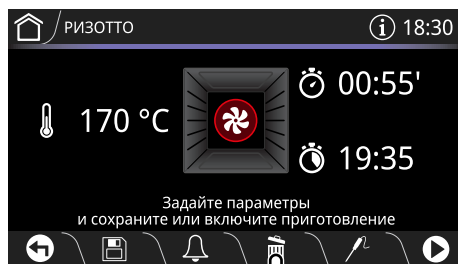 РИЗОТТО
18:30
170 °C
00:55'
19:35
Задайте параметры
и сохраните или включите приготовление